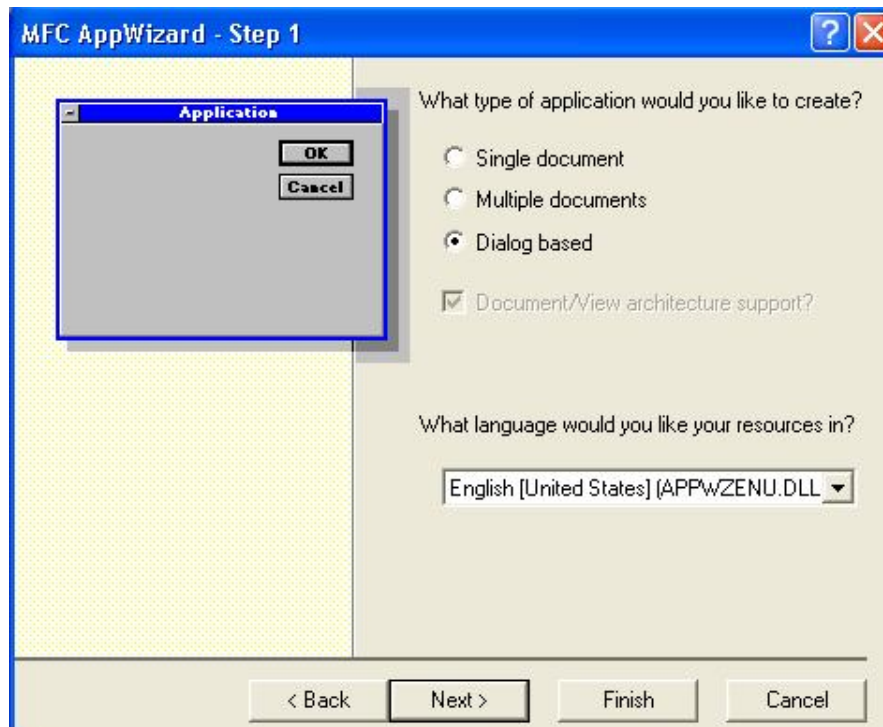 MFC AppWizard - Step 1
Application
OK
Cancel
What type of application would you like to create?
Single document
Multiple documents
Dialog based
Document/View architecture support?
What language would you like your resources in?
English [United States] (APPWZENU.DLL
< Back Next > Finish Cancel